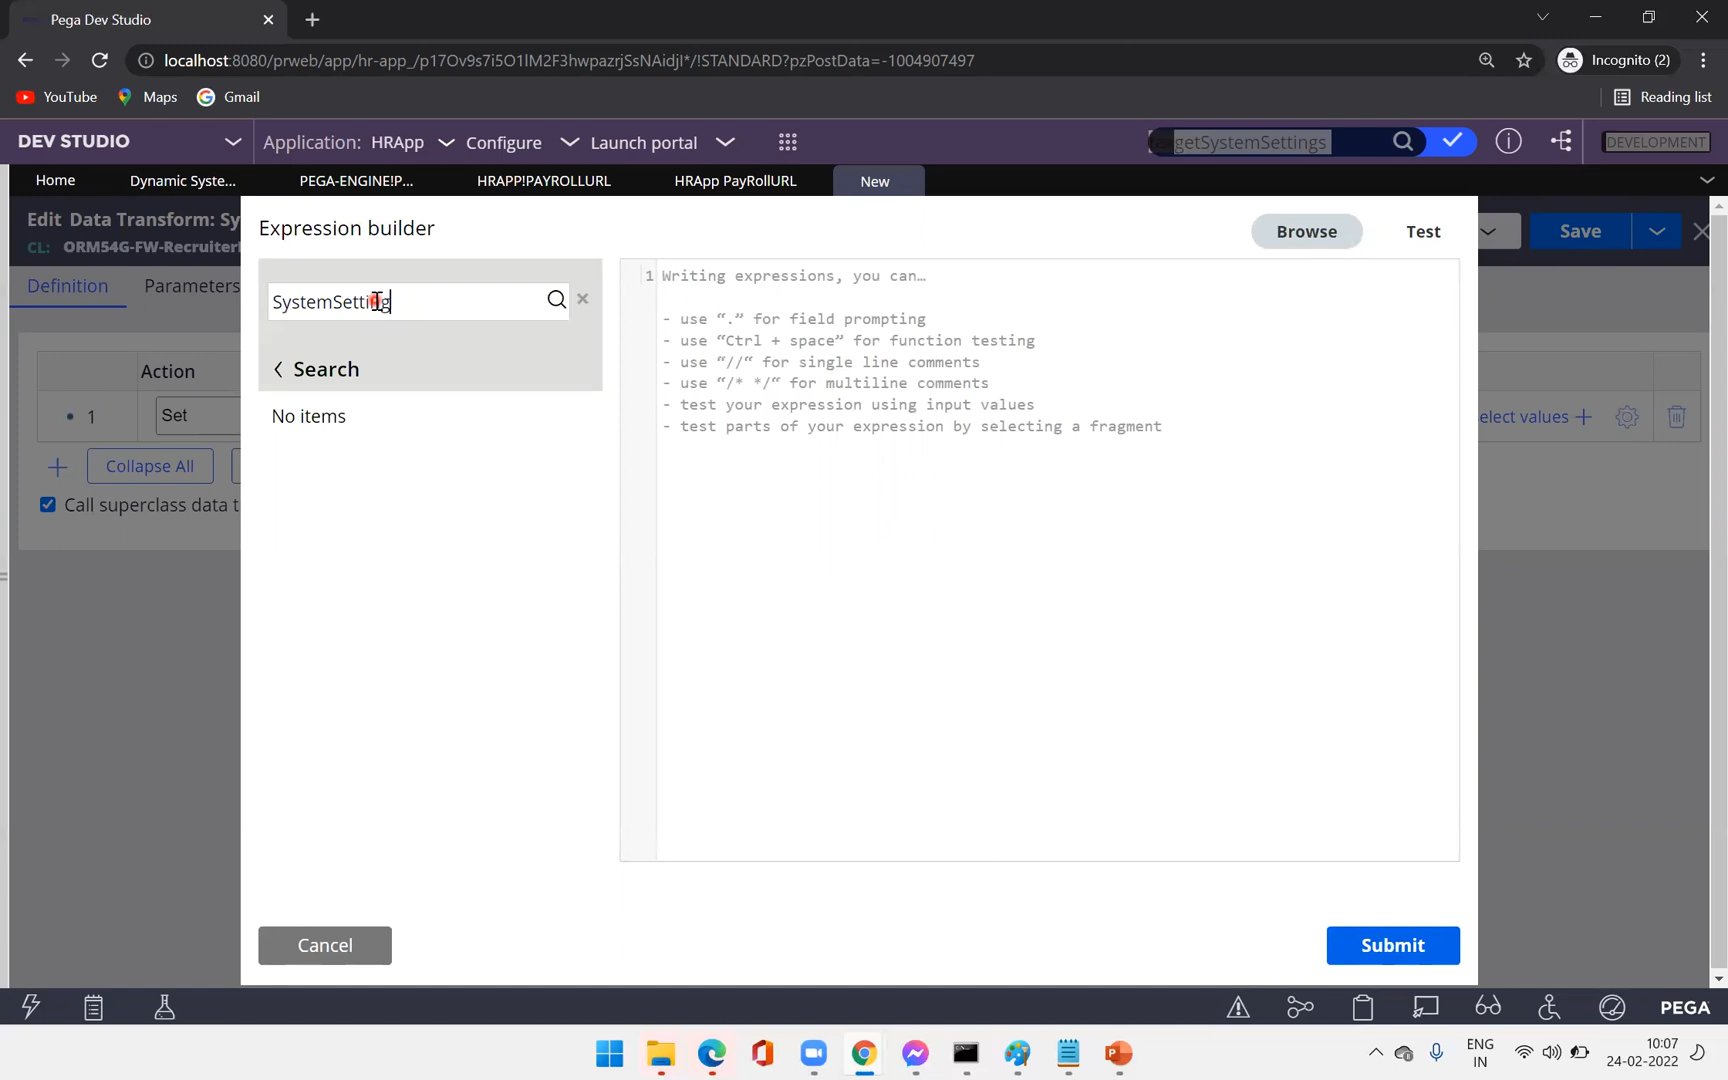 Pega Dev Studio
localhost:8080/prweb/app/hr-app_/p17Ov9s7i5O1lM2F3hwpazrjSsNAidjI*/!STANDARD?pzPostData=-1004907497
Incognito (2)
YouTube
Maps
Gmail
Reading list
DEV STUDIO
Application: HRApp
Configure
Launch portal
getSystemSettings
DEVELOPMENT
Home
Dynamic Syste...
PEGA-ENGINE!P...
HRAPP!PAYROLLURL
HRApp PayRollURL
New
Edit Data Transform: Sy
CL: ORM54G-FW-Recruiter
Save
Definition
Parameters
Action
1
Set
Collapse All
Call superclass data t
elect values
Expression builder
Browse
Test
SystemSetting
Search
No items
1 Writing expressions, you can…
- use “.” for field prompting
- use “Ctrl + space” for function testing
- use “//“ for single line comments
- use “/* */“ for multiline comments
- test your expression using input values
- test parts of your expression by selecting a fragment
Cancel
Submit
PEGA
ENG
IN
10:07
24-02-2022